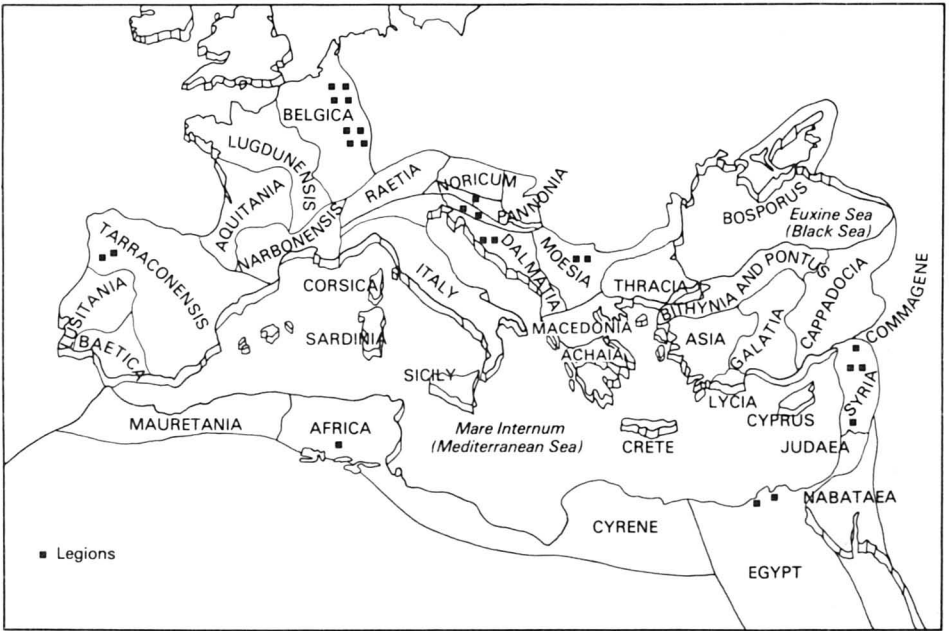 BELGICA
LUGDUNENSIS
AQUITANIA
NARBONENSIS
RAETIA
NORICUM
PANNONIA
DALMATIA
MOESIA
BOSPORUS
Euxine Sea
(Black Sea)
TARRACONENSIS
LUSITANIA
BAETICA
CORSICA
SARDINIA
ITALY
SICILY
THRACIA
MACEDONIA
ACHAIA
BITHYNIA AND PONTUS
ASIA
GALATIA
CAPPADOCIA
COMMAGENE
LYCIA
CYPRUS
SYRIA
JUDAEA
MAURETANIA
AFRICA
Mare Internum
(Mediterranean Sea)
CRETE
NABATAEA
CYRENE
EGYPT
Legions